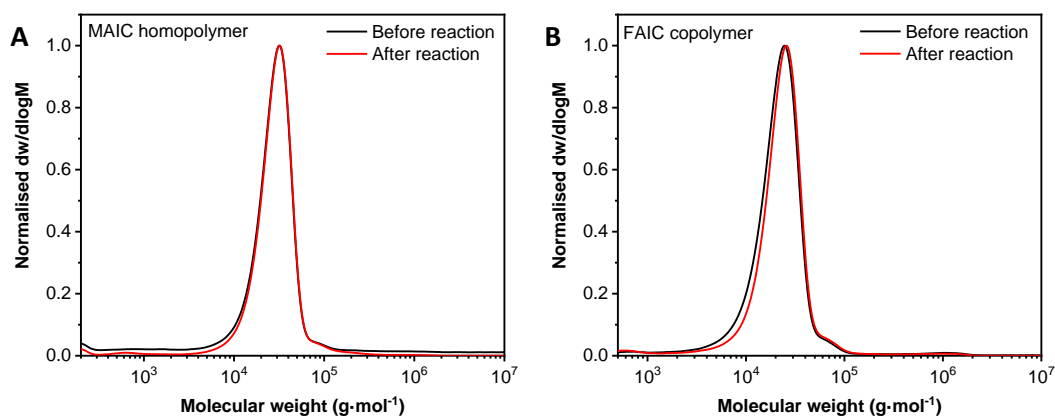 A
MAIC homopolymer
Before reaction
After reaction
Normalised dw/dlogM
1.0
0.8
0.6
0.4
0.2
0.0
10³ 10⁴ 10⁵ 10⁶ 10⁷
Molecular weight (g·mol⁻¹)
B
FAIC copolymer
Before reaction
After reaction
Normalised dw/dlogM
1.0
0.8
0.6
0.4
0.2
0.0
10³ 10⁴ 10⁵ 10⁶ 10⁷
Molecular weight (g·mol⁻¹)